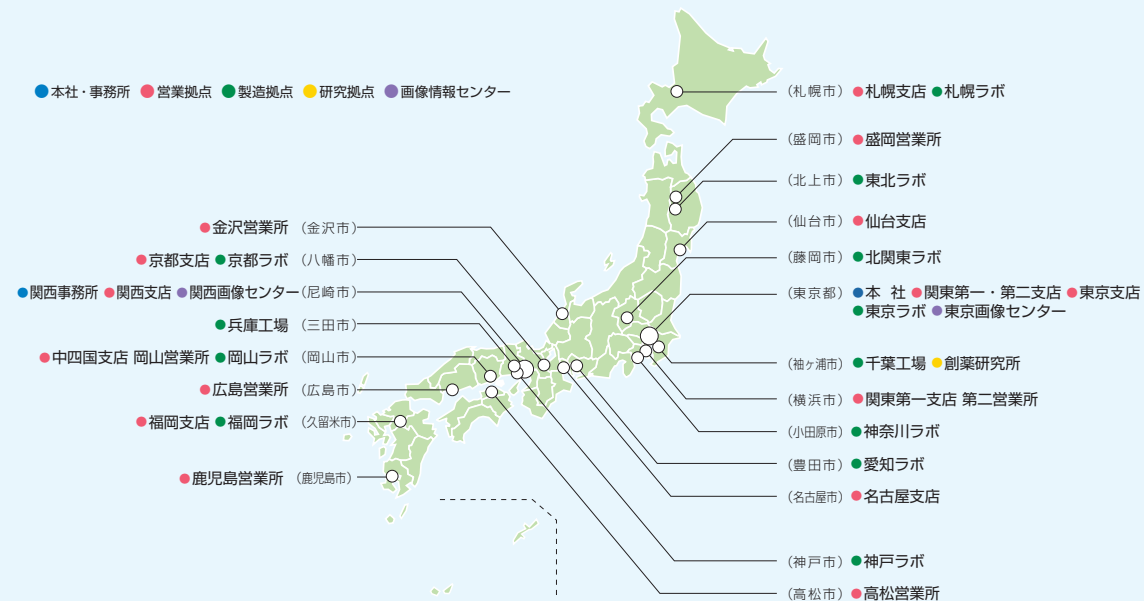 ●本社・事務所 ●営業拠点 ●製造拠点 ●研究拠点 ●画像情報センター
(札幌市) ●札幌支店 ●札幌ラボ
(盛岡市) ●盛岡営業所
(北上市) ●東北ラボ
(仙台市) ●仙台支店
(藤岡市) ●北関東ラボ
(東京都) ●本 社 ●関東第一・第二支店 ●東京支店
●東京ラボ ●東京画像センター
(袖ヶ浦市) ●千葉工場 ●創薬研究所
(横浜市) ●関東第一支店 第二営業所
(小田原市) ●神奈川ラボ
(豊田市) ●愛知ラボ
(名古屋市) ●名古屋支店
(神戸市) ●神戸ラボ
(高松市) ●高松営業所
●金沢営業所 (金沢市)
●京都支店 ●京都ラボ (八幡市)
●関西事務所 ●関西支店 ●関西画像センター (尼崎市)
●兵庫工場 (三田市)
●中四国支店 岡山営業所 ●岡山ラボ (岡山市)
●広島営業所 (広島市)
●福岡支店 ●福岡ラボ (久留米市)
●鹿児島営業所 (鹿児島市)